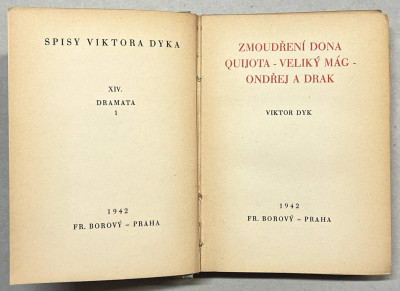 SPISY VIKTORA DYKA
XIV.
DRAMATA
1
1942
FR. BOROVÝ – PRAHA
ZMOUDŘENÍ DONA
QUIJOTA - VELIKÝ MÁG -
ONDŘEJ A DRAK
VIKTOR DYK
1942
FR. BOROVÝ – PRAHA